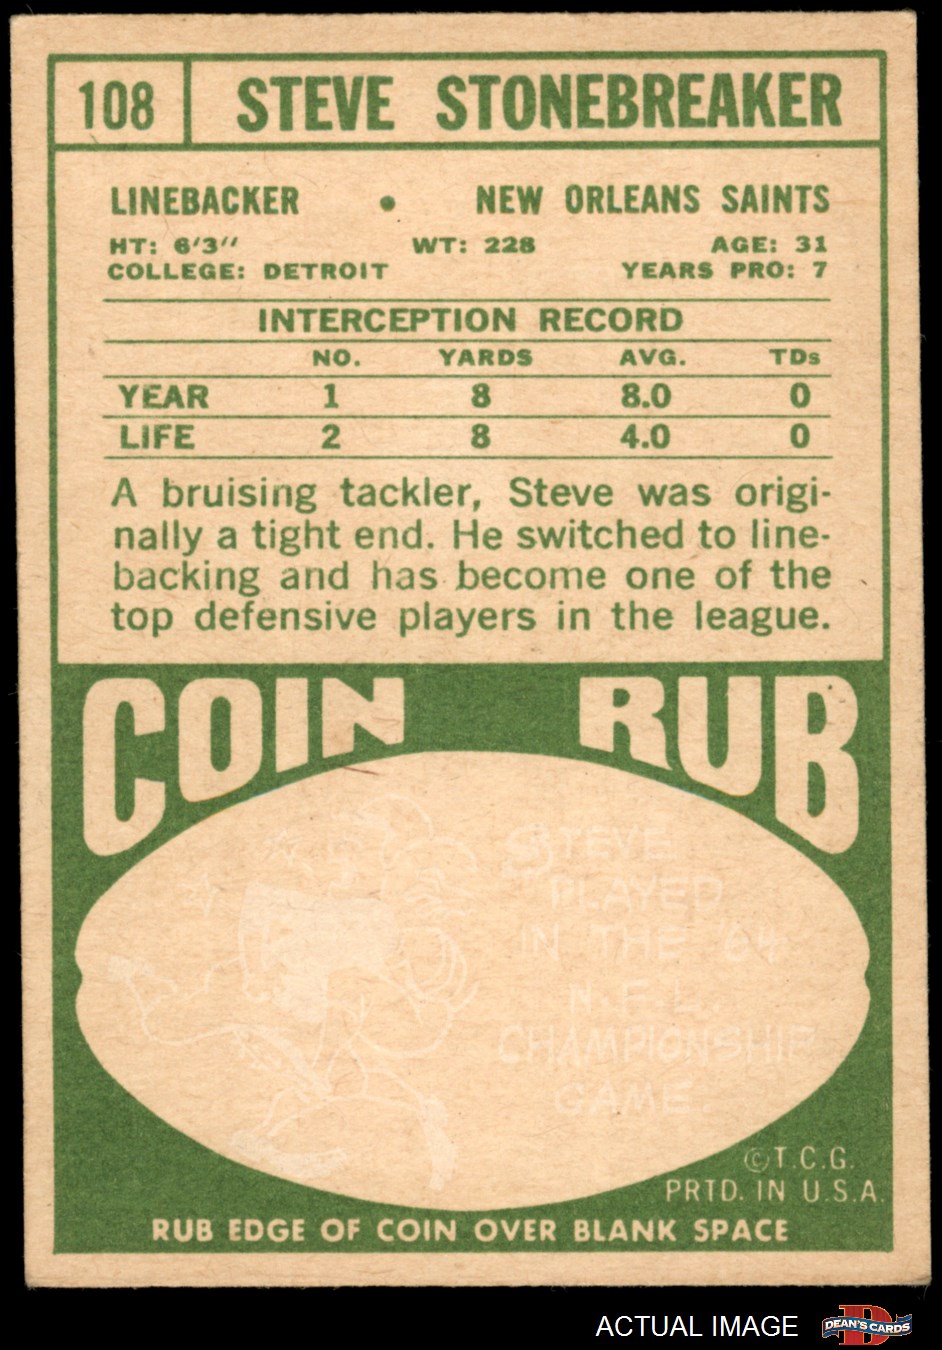 108 STEVE STONEBREAKER
LINEBACKER • NEW ORLEANS SAINTS
HT: 6'3" WT: 228 AGE: 31
COLLEGE: DETROIT YEARS PRO: 7
INTERCEPTION RECORD
NO. YARDS AVG. TDs
YEAR 1 8 8.0 0
LIFE 2 8 4.0 0
A bruising tackler, Steve was origi-
nally a tight end. He switched to line-
backing and has become one of the
top defensive players in the league.
COIN RUB
STEVE
PLAYED
IN THE '64
N.F.L.
CHAMPIONSHIP
GAME.
©T.C.G.
PRTD. IN U.S.A.
RUB EDGE OF COIN OVER BLANK SPACE
ACTUAL IMAGE
D
DEAN'S CARDS